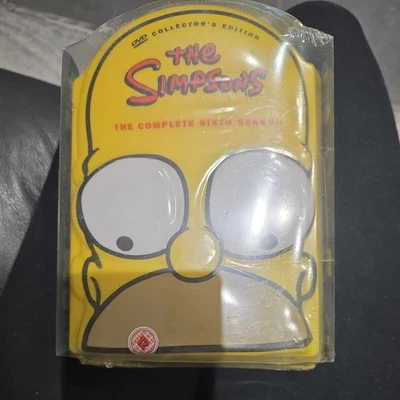 DVD COLLECTOR'S EDITION
THE
SIMPSONS
THE COMPLETE SIXTH SEASON